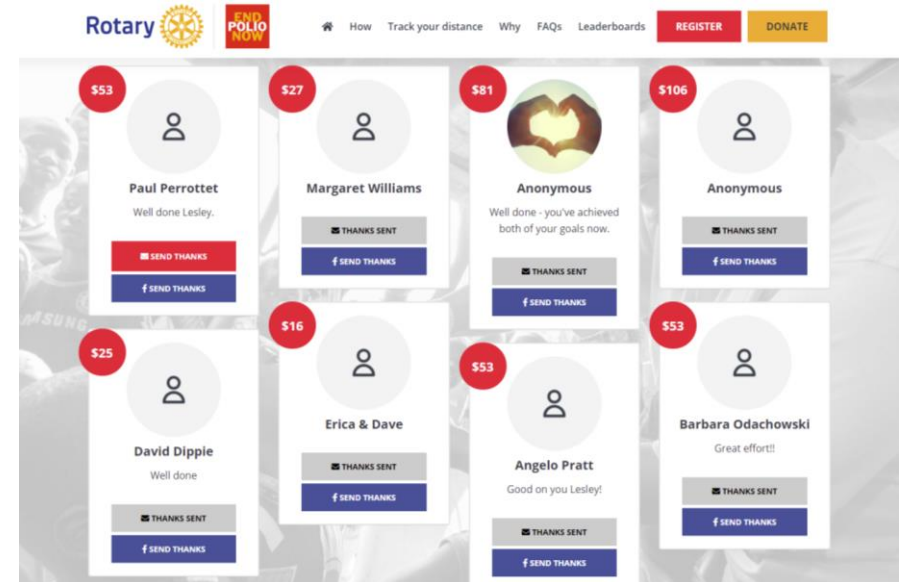 Rotary
END
POLIO
NOW
How Track your distance Why FAQs Leaderboards REGISTER DONATE
$53
Paul Perrottet
Well done Lesley.
SEND THANKS
SEND THANKS
$27
Margaret Williams
THANKS SENT
SEND THANKS
$81
Anonymous
Well done - you've achieved
both of your goals now.
THANKS SENT
SEND THANKS
$106
Anonymous
THANKS SENT
SEND THANKS
$25
David Dippie
Well done
THANKS SENT
SEND THANKS
$16
Erica & Dave
THANKS SENT
SEND THANKS
$53
Angelo Pratt
Good on you Lesley!
THANKS SENT
SEND THANKS
$53
Barbara Odachowski
Great effort!!
THANKS SENT
SEND THANKS